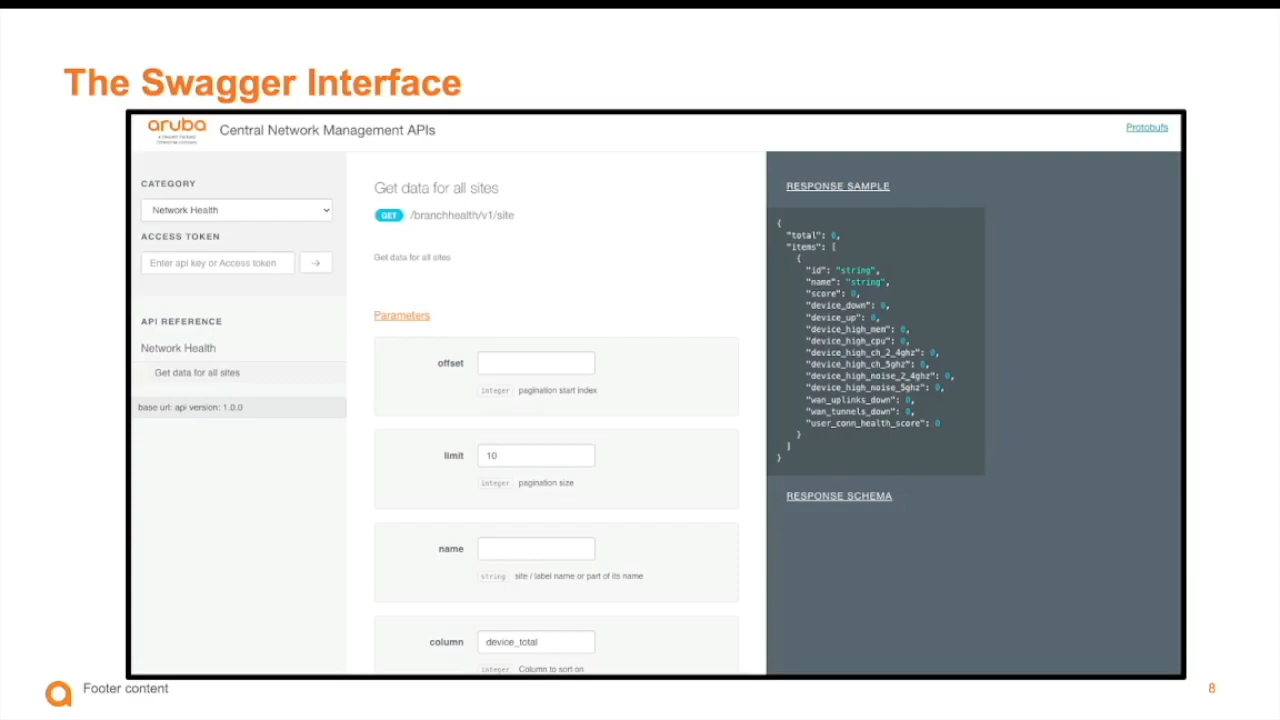 The Swagger Interface
aruba
a Hewlett Packard
Enterprise company
Central Network Management APIs
Protobufs
CATEGORY
Network Health
ACCESS TOKEN
Enter api key or Access token
→
API REFERENCE
Network Health
Get data for all sites
base url: api version: 1.0.0
Get data for all sites
GET /branchhealth/v1/site
Get data for all sites
Parameters
offset
integer pagination start index
limit 10
integer pagination size
name
string site / label name or part of its name
column device_total
integer Column to sort on
RESPONSE SAMPLE
{
"total": 0,
"items": [
{
"id": "string",
"name": "string",
"score": 0,
"device_down": 0,
"device_up": 0,
"device_high_mem": 0,
"device_high_cpu": 0,
"device_high_ch_2_4ghz": 0,
"device_high_ch_5ghz": 0,
"device_high_noise_2_4ghz": 0,
"device_high_noise_5ghz": 0,
"wan_uplinks_down": 0,
"wan_tunnels_down": 0,
"user_conn_health_score": 0
}
]
}
RESPONSE SCHEMA
Footer content
8